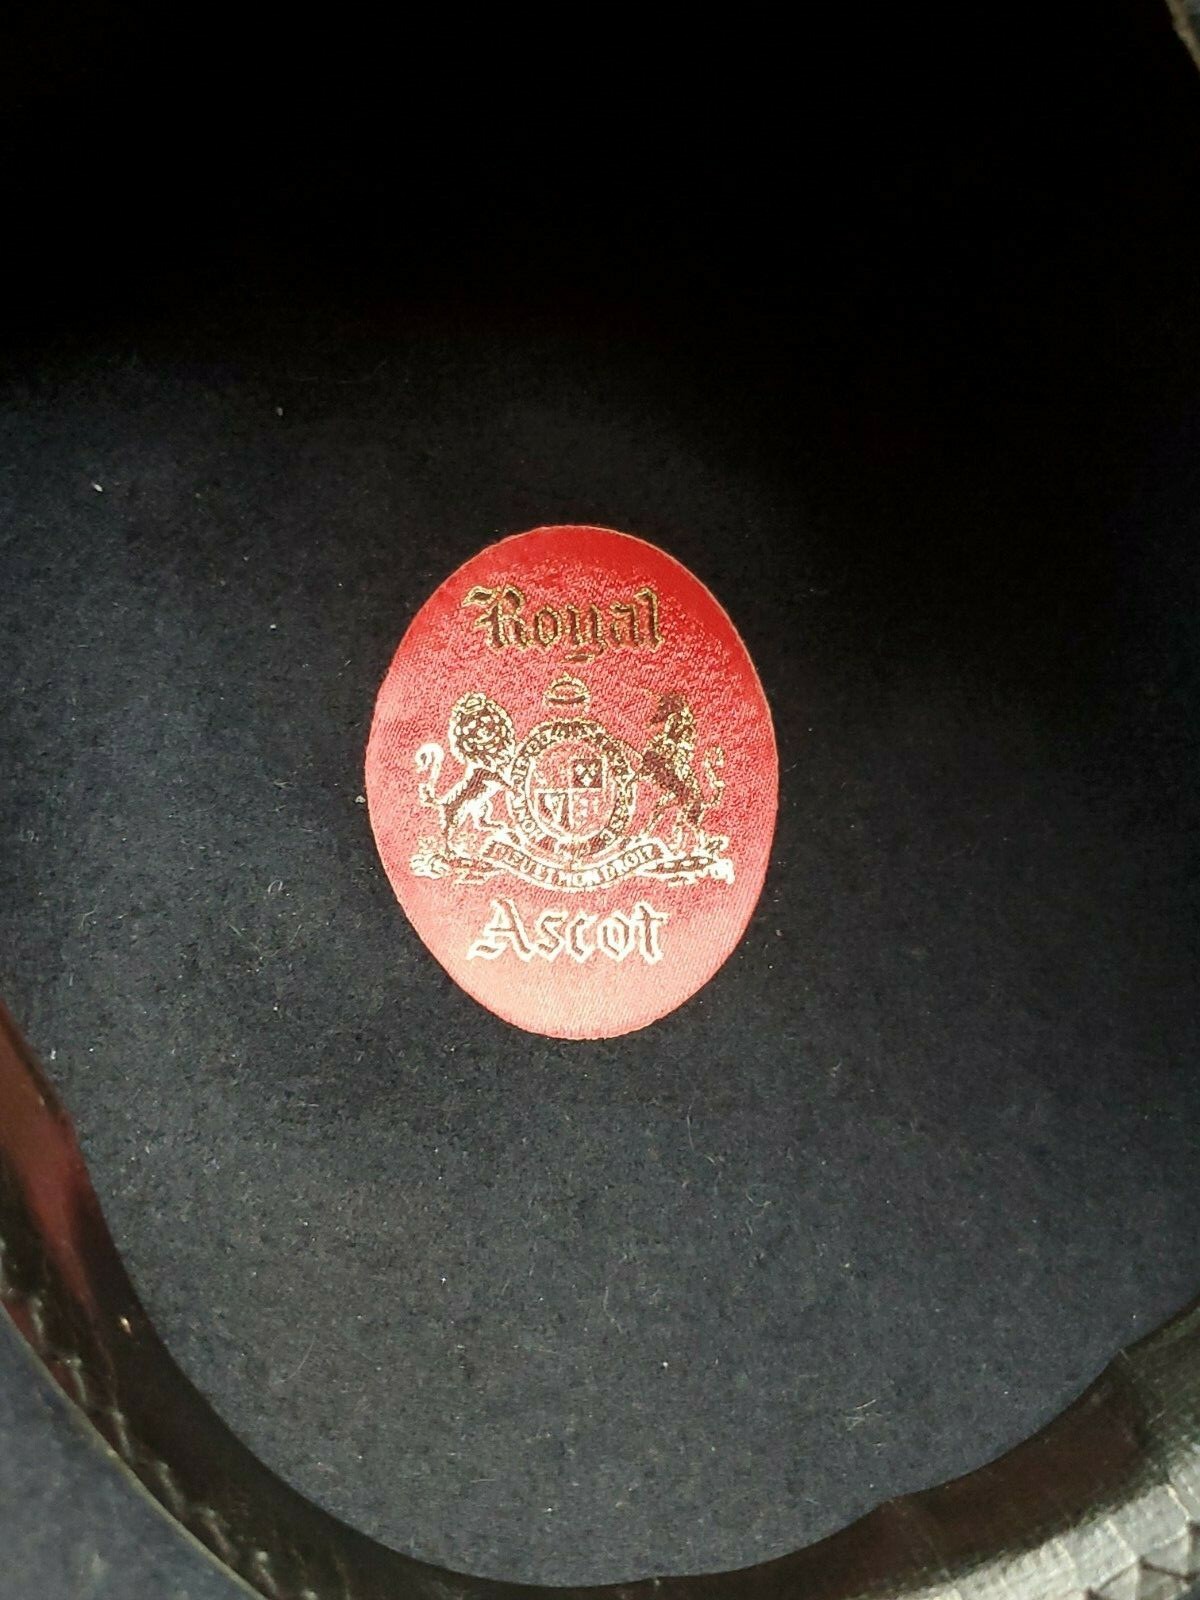 Royal
DIEU ET MON DROIT
Ascot